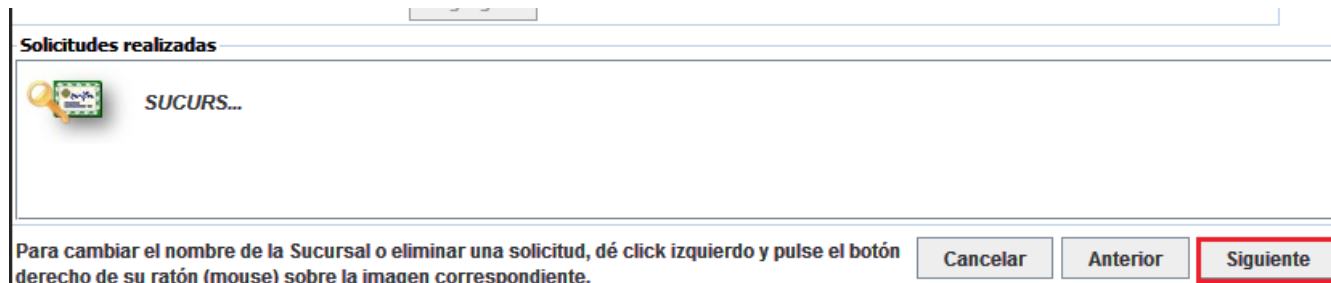 Solicitudes realizadas
SUCURS...
Para cambiar el nombre de la Sucursal o eliminar una solicitud, dé click izquierdo y pulse el botón
derecho de su ratón (mouse) sobre la imagen correspondiente.
Cancelar
Anterior
Siguiente